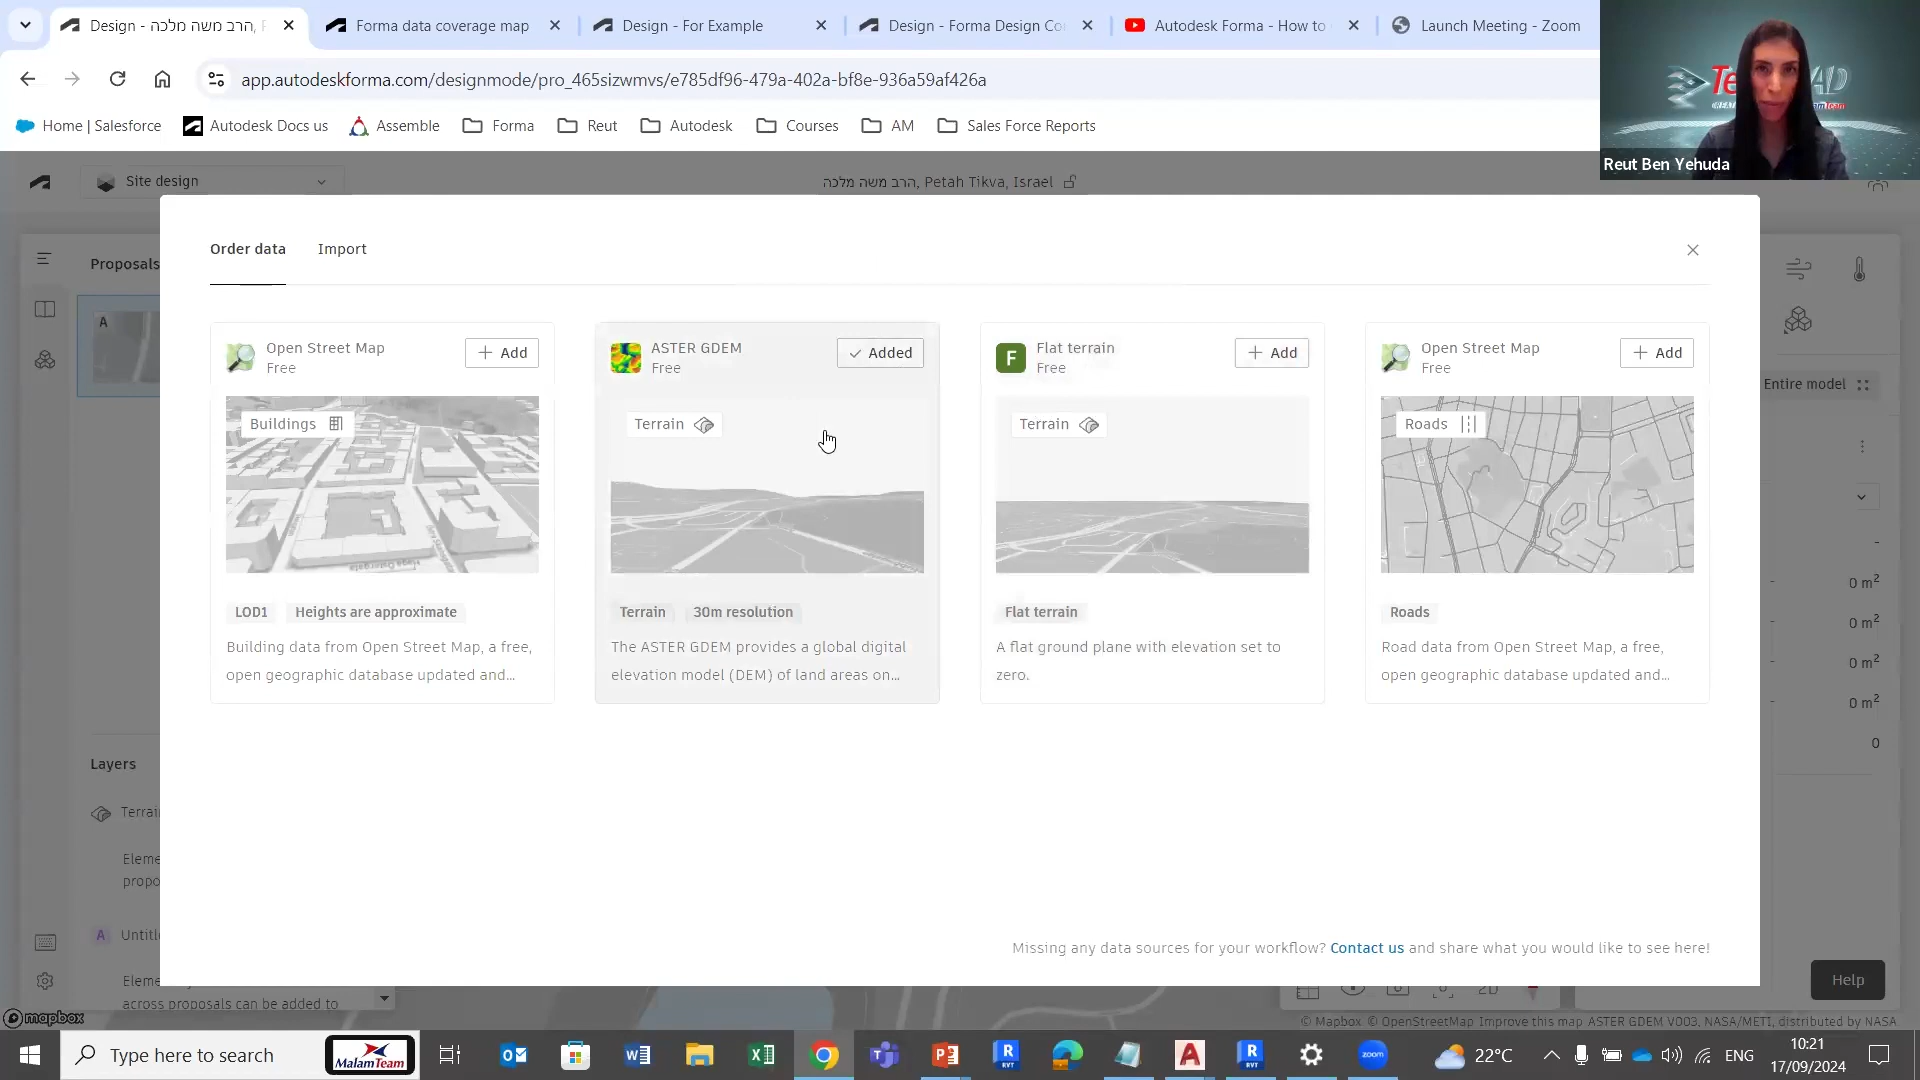 Design - הרב משה מלכה, P
Forma data coverage map
Design - For Example
Design - Forma Design Co
Autodesk Forma - How to
Launch Meeting - Zoom
app.autodeskforma.com/designmode/pro_465sizwmvs/e785df96-479a-402a-bf8e-936a59af426a
Home | Salesforce
Autodesk Docs us
Assemble
Forma
Reut
Autodesk
Courses
AM
Sales Force Reports
Reut Ben Yehuda
Site design
הרב משה מלכה, Petah Tikva, Israel
Proposals
A
Order data
Import
Open Street Map
Free
Add
Buildings
LOD1
Heights are approximate
Building data from Open Street Map, a free,
open geographic database updated and...
ASTER GDEM
Free
Added
Terrain
Terrain
30m resolution
The ASTER GDEM provides a global digital
elevation model (DEM) of land areas on...
Flat terrain
Free
Add
Terrain
Flat terrain
A flat ground plane with elevation set to
zero.
Open Street Map
Free
Add
Roads
Roads
Road data from Open Street Map, a free,
open geographic database updated and...
Entire model
-
0 m²
0 m²
0 m²
0 m²
0
Layers
Terrain
Eleme
propo
A
Untitl
Eleme
across proposals can be added to
Missing any data sources for your workflow? Contact us and share what you would like to see here!
2D
Help
mapbox
© Mapbox © OpenStreetMap Improve this map ASTER GDEM V003, NASA/METI, distributed by NASA
Type here to search
MalamTeam
22°C
ENG
10:21
17/09/2024